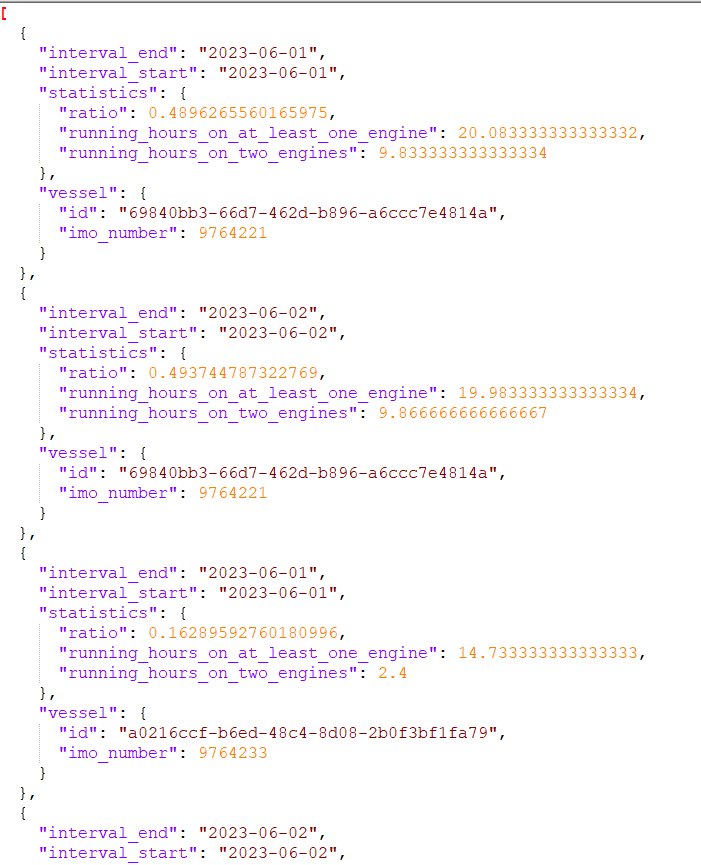 [
  {
    "interval_end": "2023-06-01",
    "interval_start": "2023-06-01",
    "statistics": {
      "ratio": 0.4896265560165975,
      "running_hours_on_at_least_one_engine": 20.083333333333332,
      "running_hours_on_two_engines": 9.833333333333334
    },
    "vessel": {
      "id": "69840bb3-66d7-462d-b896-a6ccc7e4814a",
      "imo_number": 9764221
    }
  },
  {
    "interval_end": "2023-06-02",
    "interval_start": "2023-06-02",
    "statistics": {
      "ratio": 0.493744787322769,
      "running_hours_on_at_least_one_engine": 19.983333333333334,
      "running_hours_on_two_engines": 9.866666666666667
    },
    "vessel": {
      "id": "69840bb3-66d7-462d-b896-a6ccc7e4814a",
      "imo_number": 9764221
    }
  },
  {
    "interval_end": "2023-06-01",
    "interval_start": "2023-06-01",
    "statistics": {
      "ratio": 0.16289592760180996,
      "running_hours_on_at_least_one_engine": 14.733333333333333,
      "running_hours_on_two_engines": 2.4
    },
    "vessel": {
      "id": "a0216ccf-b6ed-48c4-8d08-2b0f3bf1fa79",
      "imo_number": 9764233
    }
  },
  {
    "interval_end": "2023-06-02",
    "interval_start": "2023-06-02",